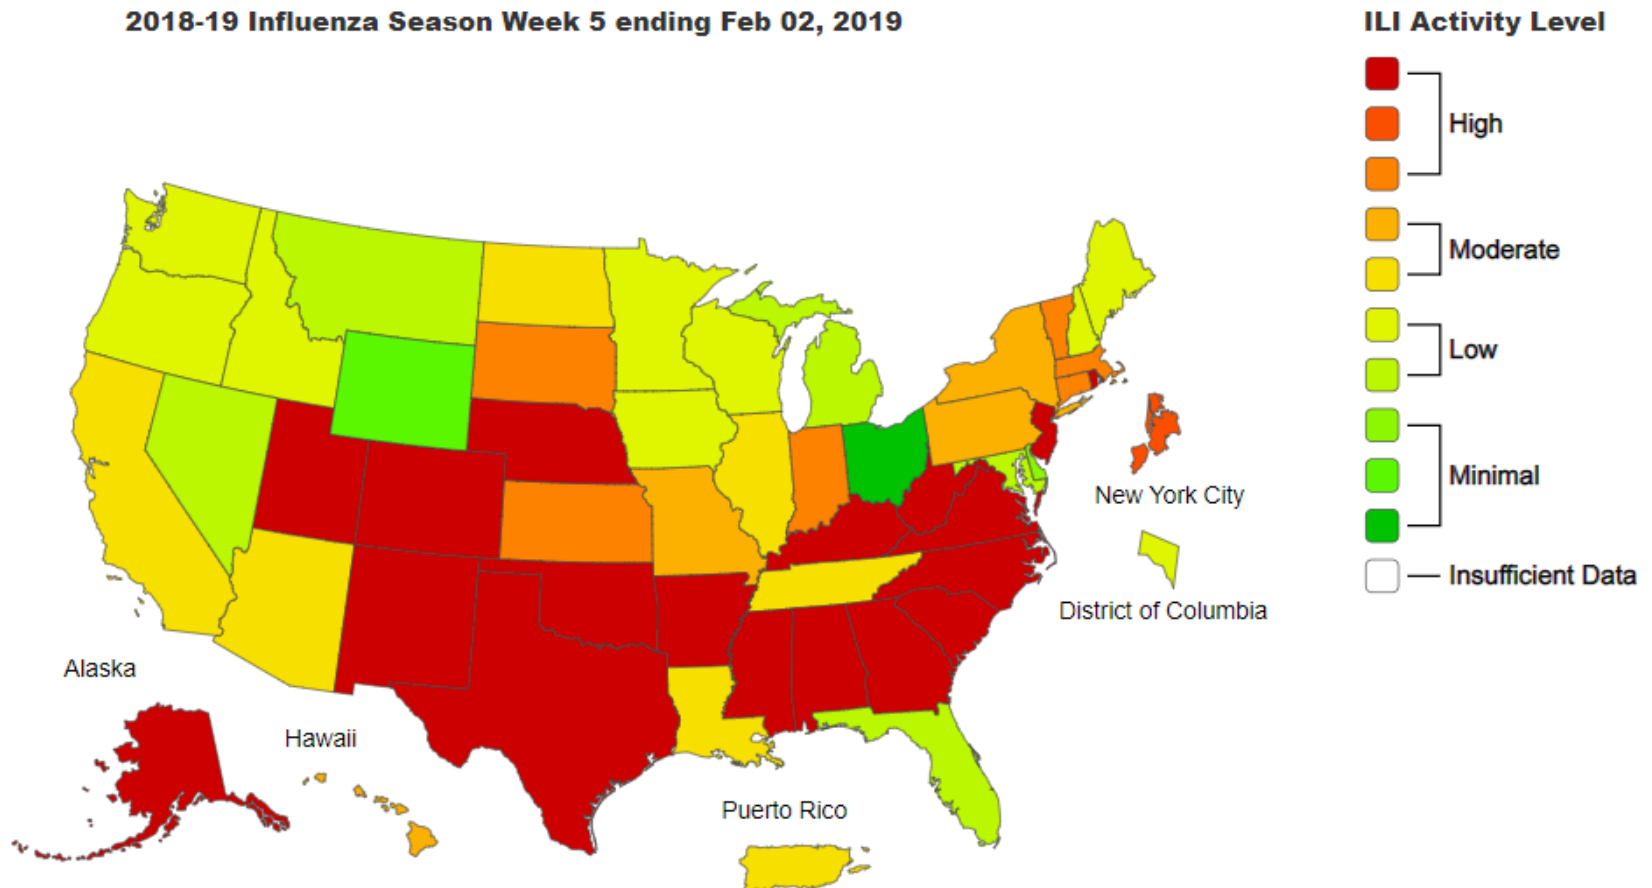 2018-19 Influenza Season Week 5 ending Feb 02, 2019
ILI Activity Level
High
Moderate
Low
Minimal
Insufficient Data
New York City
District of Columbia
Alaska
Hawaii
Puerto Rico